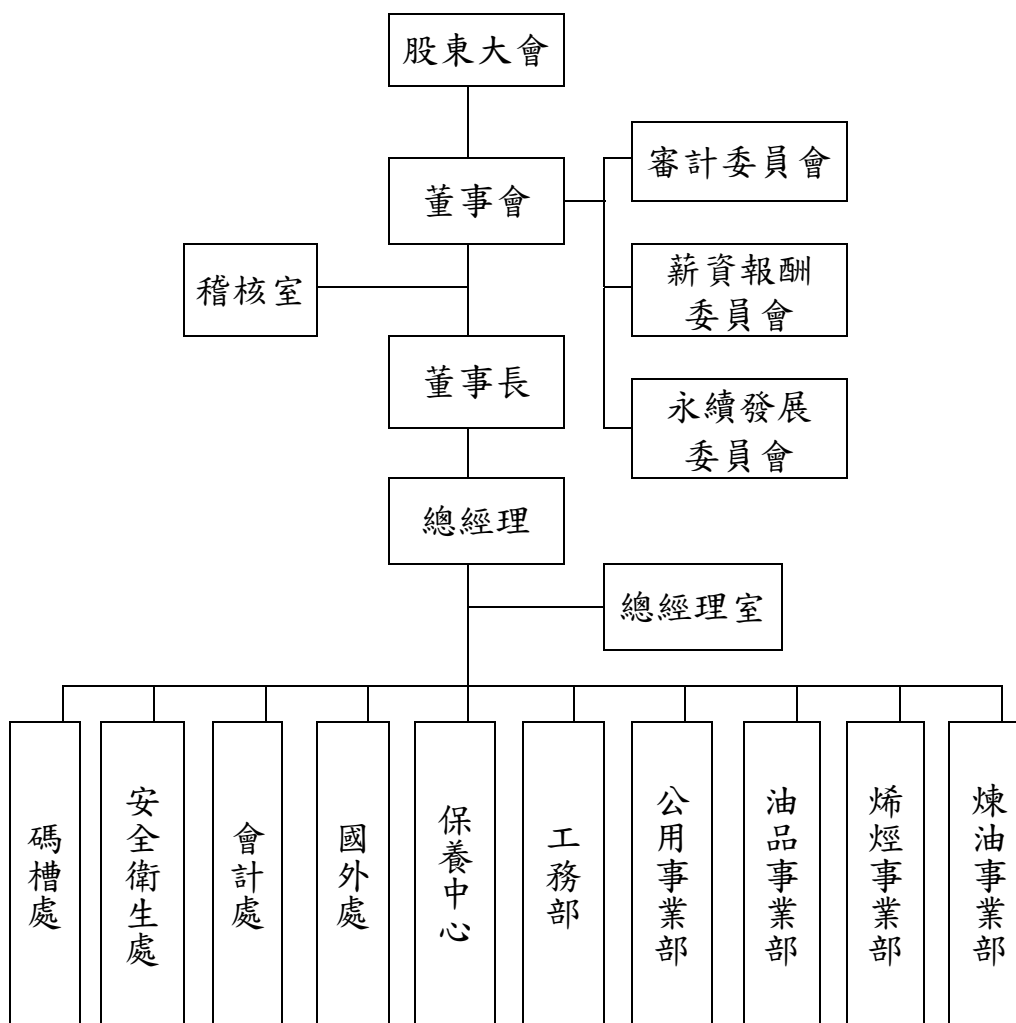 股東大會
審計委員會
董事會
薪資報酬
委員會
稽核室
董事長
永續發展
委員會
總經理
總經理室
碼槽處
安全衛生處
會計處
國外處
保養中心
工務部
公用事業部
油品事業部
烯烴事業部
煉油事業部